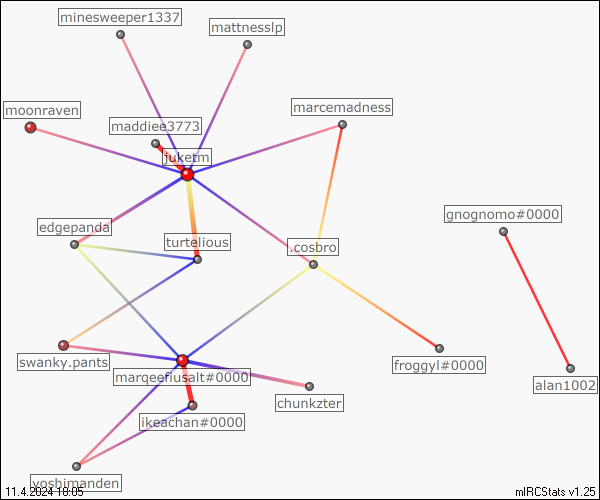 minesweeper1337
mattnesslp
moonraven
marcemadness
maddiee3773
juketm
gnognomo#0000
edgepanda
turtelious
.cosbro
swanky.pants
froggyl#0000
marqeefiusalt#0000
alan1002
chunkzter
ikeachan#0000
yoshimanden
11.4.2024 18:05
mIRCStats v1.25